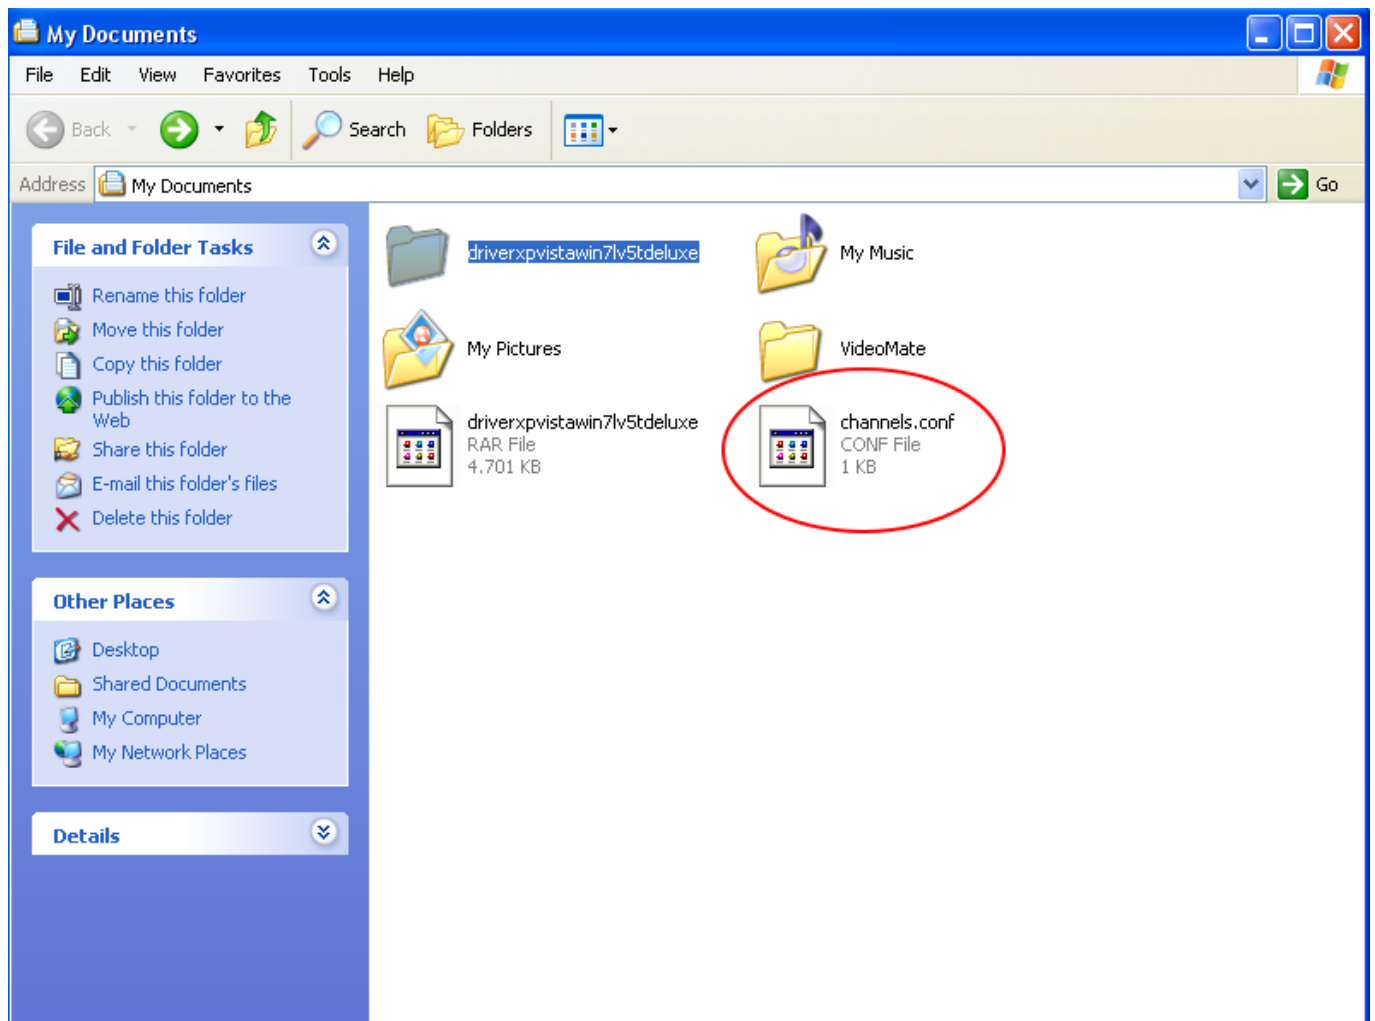 My Documents
File Edit View Favorites Tools Help
Back Search Folders
Address My Documents Go
File and Folder Tasks
Rename this folder
Move this folder
Copy this folder
Publish this folder to the
Web
Share this folder
E-mail this folder's files
Delete this folder
Other Places
Desktop
Shared Documents
My Computer
My Network Places
Details
driverxpvistawin7lv5tdeluxe
My Music
My Pictures
VideoMate
driverxpvistawin7lv5tdeluxe
RAR File
4.701 KB
channels.conf
CONF File
1 KB